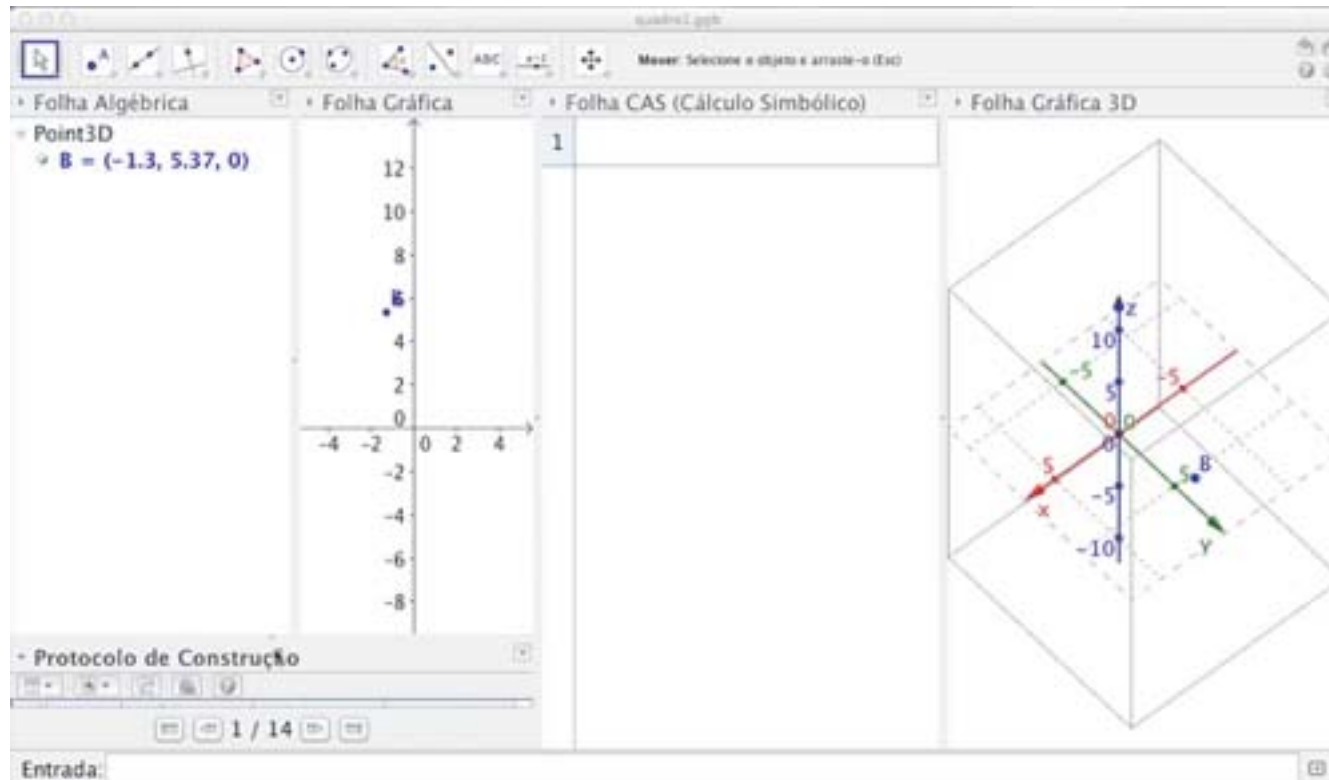 quadro1.ggb
ABC
Mover: Selecione o objeto e arraste-o (Esc)
Folha Algébrica
Folha Gráfica
Folha CAS (Cálculo Simbólico)
Folha Gráfica 3D
Point3D
B = (-1.3, 5.37, 0)
12
10
8
4
2
0
-4 -2 0 2 4
-2
-4
-6
-8
1
z
10
5
-5
-5
0 0
0
5
5
B
x
-5
y
-10
Protocolo de Construção
1 / 14
Entrada: